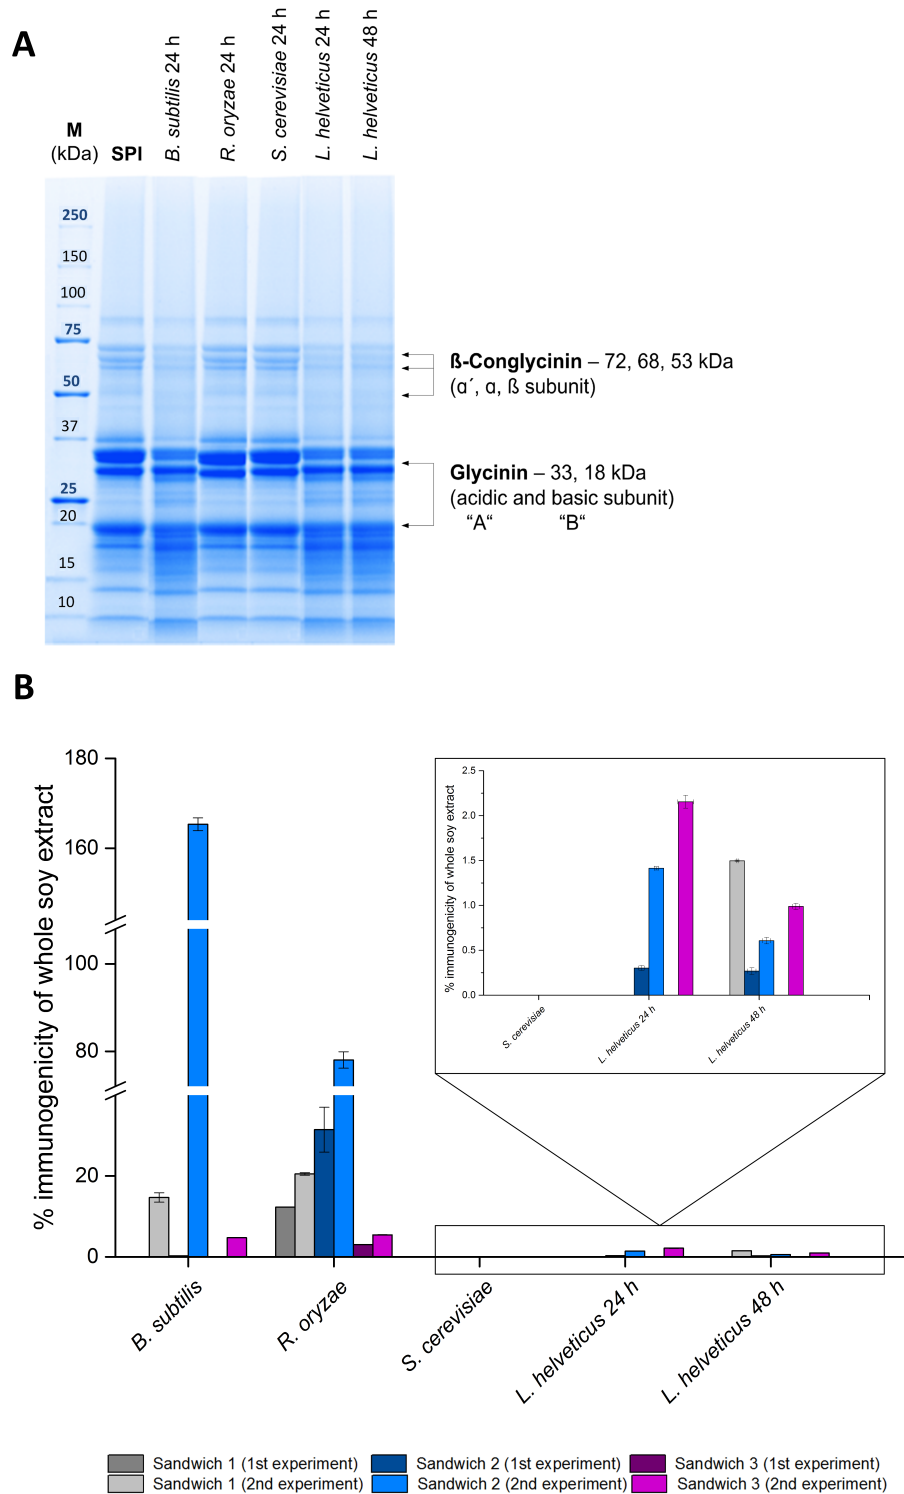 A
M
(kDa)
SPI
B. subtilis 24 h
R. oryzae 24 h
S. cerevisiae 24 h
L. helveticus 24 h
L. helveticus 48 h
250
150
100
75
50
37
25
20
15
10
ß-Conglycinin – 72, 68, 53 kDa
(α´, α, ß subunit)
Glycinin – 33, 18 kDa
(acidic and basic subunit)
“A“ “B“
B
% immunogenicity of whole soy extract
180
160
100
80
20
0
% immunogenicity of whole soy extract
2.5
2.0
1.5
1.0
0.5
0.0
S. cerevisiae
L. helveticus 24 h
L. helveticus 48 h
B. subtilis
R. oryzae
S. cerevisiae
L. helveticus 24 h
L. helveticus 48 h
Sandwich 1 (1st experiment) Sandwich 2 (1st experiment) Sandwich 3 (1st experiment)
Sandwich 1 (2nd experiment) Sandwich 2 (2nd experiment) Sandwich 3 (2nd experiment)